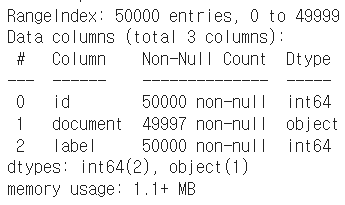 RangeIndex: 50000 entries, 0 to 49999
Data columns (total 3 columns):
 #   Column    Non-Null Count  Dtype
---  ------    --------------  -----
 0   id        50000 non-null  int64
 1   document  49997 non-null  object
 2   label     50000 non-null  int64
dtypes: int64(2), object(1)
memory usage: 1.1+ MB